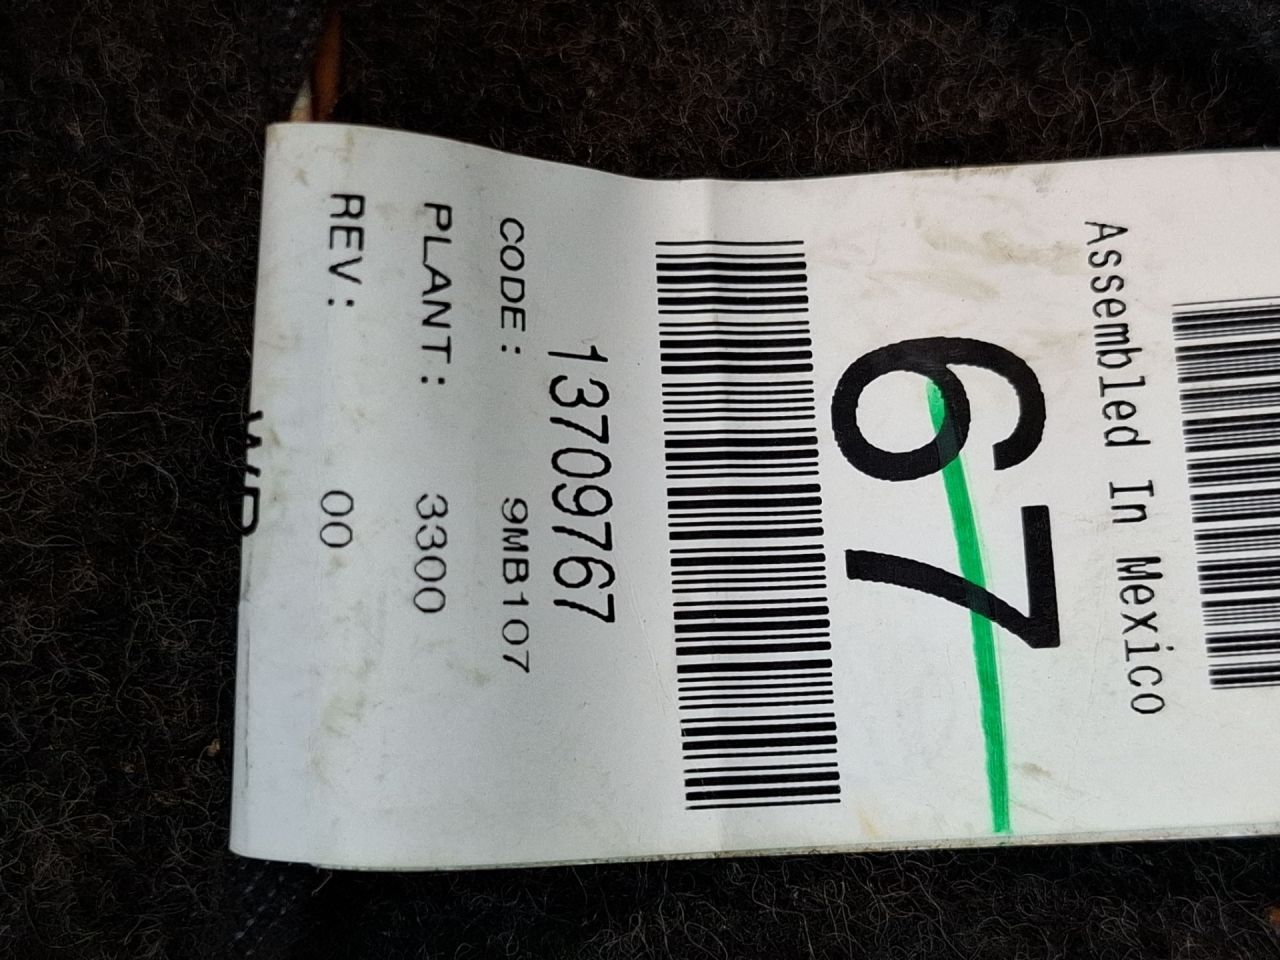 Assembled In Mexico
67
13709767
CODE: 9MB107
PLANT: 3300
REV: 00